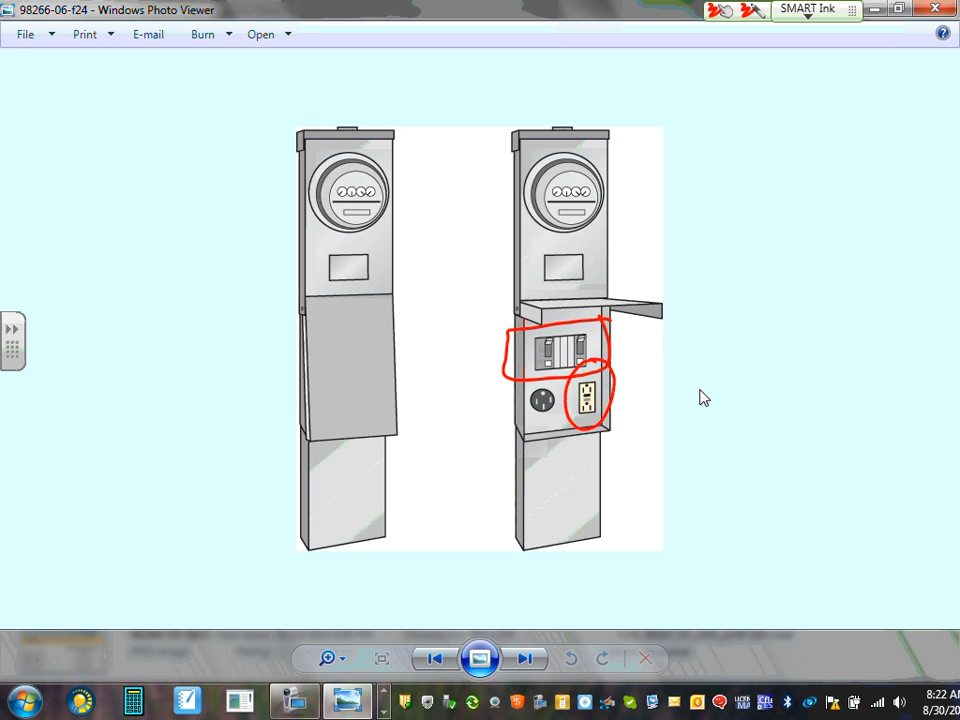 98266-06-f24 - Windows Photo Viewer
SMART Ink
File Print E-mail Burn Open
8:22 AM
8/30/20